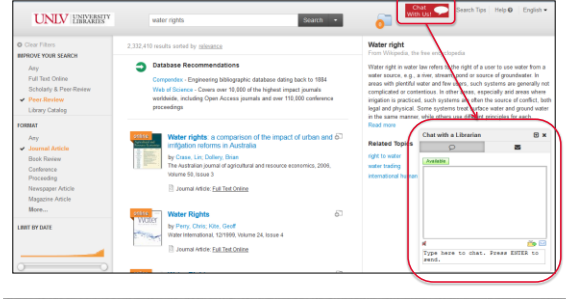 UNLV UNIVERSITY LIBRARIES
water rights
Search
Chat With Us!
Search Tips
Help
English
Clear Filters
IMPROVE YOUR SEARCH
Any
Full Text Online
Scholarly & Peer-Review
Peer-Review
Library Catalog
FORMAT
Any
Journal Article
Book Review
Conference
Proceeding
Newspaper Article
Magazine Article
More...
LIMIT BY DATE
2,332,410 results sorted by relevance
Database Recommendations
Compendex - Engineering bibliographic database dating back to 1884
Web of Science - Covers over 10,000 of the highest impact journals
worldwide, including Open Access journals and over 110,000 conference
proceedings
Water rights: a comparison of the impact of urban and
irrigation reforms in Australia
by Crase, Lin, Dollery, Brian
The Australian journal of agricultural and resource economics, 2006,
Volume 50, Issue 3
Journal Article: Full Text Online
Water Rights
by Perry, Chris, Kite, Geoff
Water International, 12/1999, Volume 24, Issue 4
Journal Article: Full Text Online
Water right
From Wikipedia, the free encyclopedia
Water right in water law refers to the right of a user to use water from a
water source, e.g., a river, stream, pond or source of groundwater. In
areas with plentiful water and few users, such systems are generally not
complicated or contentious. In other areas, especially arid areas where
irrigation is practiced, such systems are often the source of conflict, both
legal and physical. Some systems treat surface water and ground water
in the same manner, while others use different principles for each.
Read more
Related Topics
right to water
water trading
international human
Chat with a Librarian
Available
Type here to chat. Press ENTER to
send.